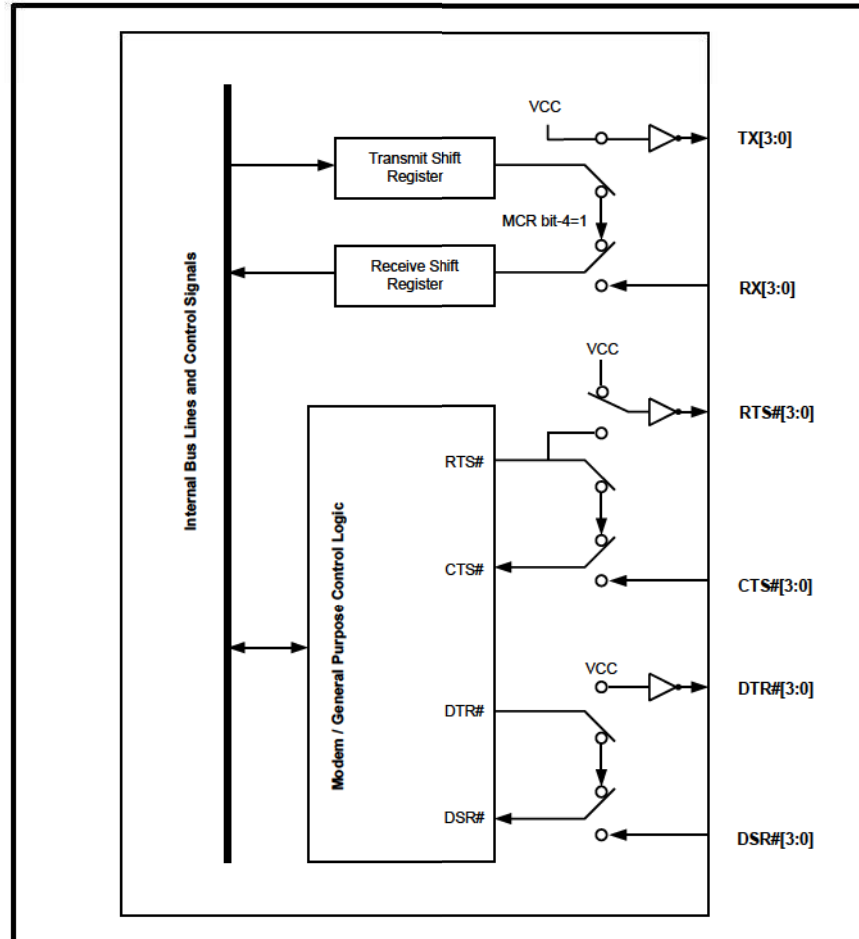 VCC
TX[3:0]
Transmit Shift
Register
MCR bit-4=1
Receive Shift
Register
RX[3:0]
Internal Bus Lines and Control Signals
VCC
RTS#[3:0]
RTS#
Modem / General Purpose Control Logic
CTS#
CTS#[3:0]
VCC
DTR#[3:0]
DTR#
DSR#
DSR#[3:0]